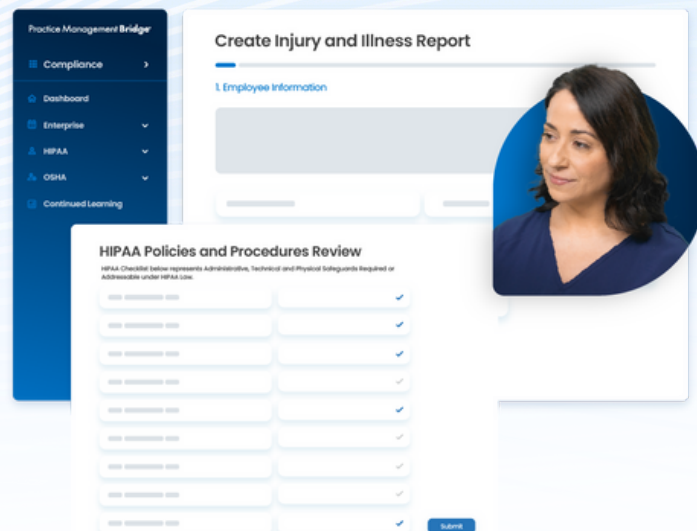 Practice Management Bridge®
Compliance
Dashboard
Enterprise
HIPAA
OSHA
Continued Learning
Create Injury and Illness Report
1. Employee Information
HIPAA Policies and Procedures Review
HIPAA Checklist below represents Administrative, Technical and Physical Safeguards Required or
Addressable under HIPAA Law.
Submit